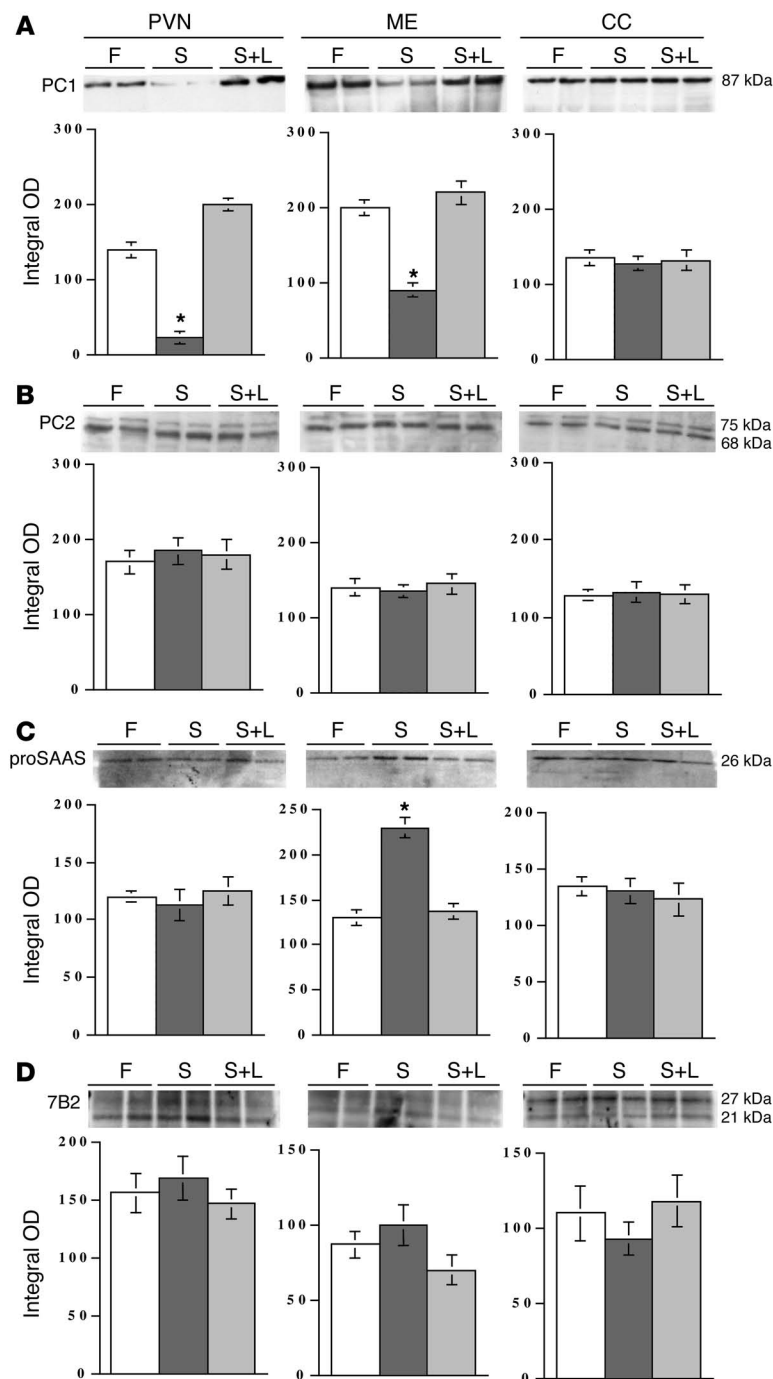 A PVN ME CC
F S S+L F S S+L F S S+L
PC1 87 kDa
300 300 300
200 200 200
* *
100 100 100
0 0 0
Integral OD
B F S S+L F S S+L F S S+L
PC2 75 kDa
68 kDa
300 300 300
200 200 200
100 100 100
0 0 0
Integral OD
C F S S+L F S S+L F S S+L
proSAAS 26 kDa
200 250 200
*
150 200 150
150
100 100 100
50 50 50
0 0 0
Integral OD
D F S S+L F S S+L F S S+L
7B2 27 kDa
21 kDa
200 150 150
150
100 100 100
50 50 50
0 0 0
Integral OD